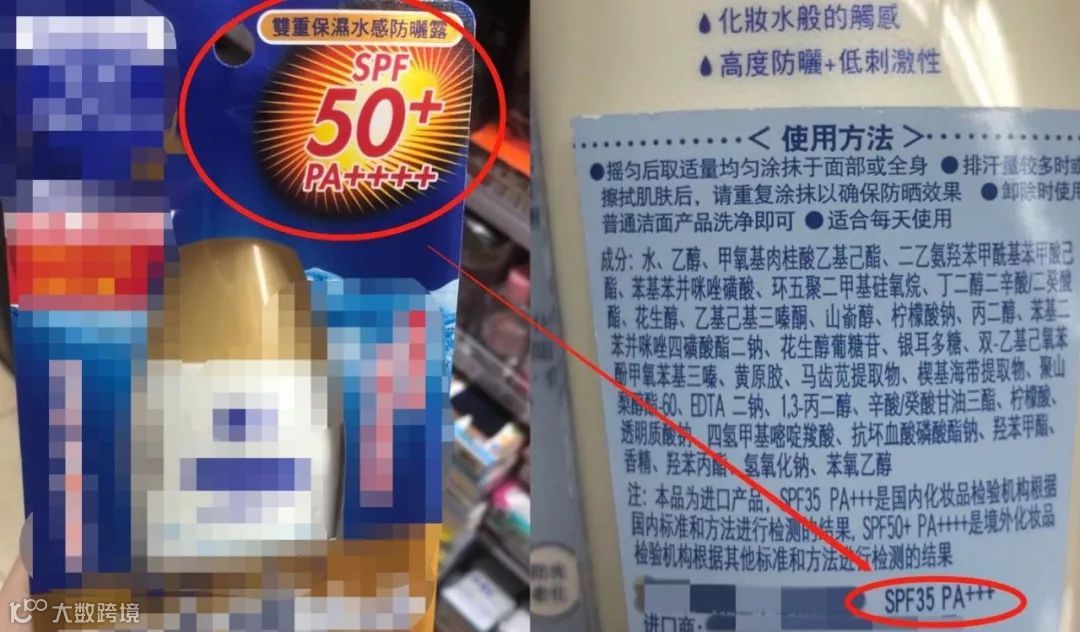 雙重保濕水感防曬露
SPF
50+
PA++++
化妝水般的觸感
高度防曬+低刺激性
使用方法
●摇匀后取适量均匀涂抹于面部或全身 ●排汗量较多时或
擦拭肌肤后，请重复涂抹以确保防晒效果 ●卸除时使用
普通洁面产品洗净即可 ●适合每天使用
成分：水、乙醇、甲氧基肉桂酸乙基己酯、二乙氨羟苯甲酰基苯甲酸己
酯、苯基苯并咪唑磺酸、环五聚二甲基硅氧烷、丁二醇二辛酸/二癸酸
酯、花生醇、乙基己基三嗪酮、山嵛醇、柠檬酸钠、丙二醇、苯基二
苯并咪唑四磺酸酯二钠、花生醇葡糖苷、银耳多糖、双-乙基己氧苯
酚甲氧苯基三嗪、黄原胶、马齿苋提取物、楔基海带提取物、聚山
梨醇酯-60、EDTA 二钠、1,3-丙二醇、辛酸/癸酸甘油三酯、柠檬酸、
透明质酸钠、四氢甲基嘧啶羧酸、抗坏血酸磷酸酯钠、羟苯甲酯、
香精、羟苯丙酯、氢氧化钠、苯氧乙醇
注：本品为进口产品，SPF35 PA+++是国内化妆品检验机构根据
国内标准和方法进行检测的结果，SPF50+ PA++++是境外化妆品
检验机构根据其他标准和方法进行检测的结果
SPF35 PA+++
进口商：
大数跨境